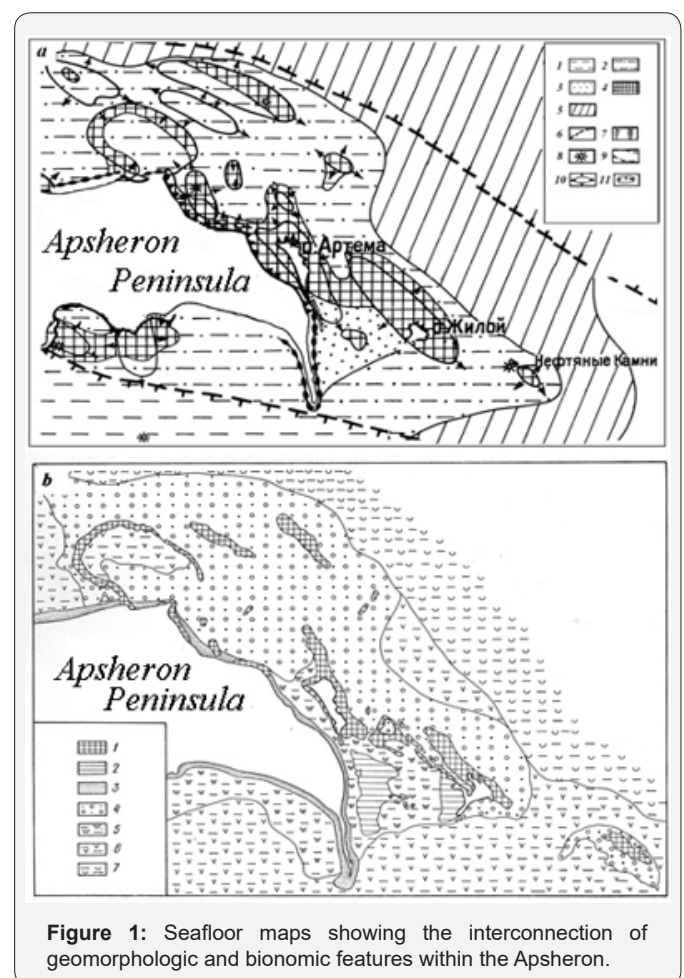 a
1 2
3 4
5
6 7
8 9
10 11
Apsheron
Peninsula
о. Артема
о. Жилой
Нефтяные Камни
b
Apsheron
Peninsula
1
2
3
4
5
6
7
Figure 1: Seafloor maps showing the interconnection of
geomorphologic and bionomic features within the Apsheron.